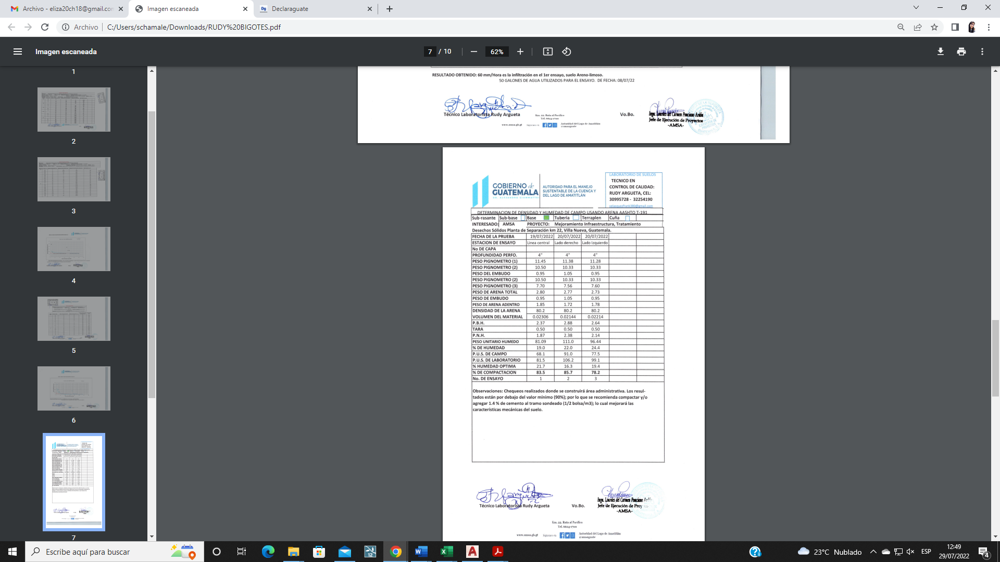 Archivo - eliza20ch18@gmail.con
Imagen escaneada
Dg Declaraguate
Archivo C:/Users/schamale/Downloads/RUDY%20BIGOTES.pdf
Imagen escaneada
7 / 10
62%
1
2
3
4
5
6
7
RESULTADO OBTENIDO: 60 mm/Hora es la infiltración en el 1er ensayo, suelo Areno-limoso.
50 GALONES DE AGUA UTILIZADOS PARA EL ENSAYO. DE FECHA: 08/07/22
Técnico Laboratorista Rudy Argueta
Km. 22, Ruta al Pacífico
Tel. 6624-1700
www.amsa.gb.gt Síguenos en Autoridad del Lago de Amatitlán
@amsaguate
Vo.Bo.
Inga. Lourdes del Carmen Ponciano Ardón
Jefe de Ejecución de Proyectos
-AMSA-
GOBIERNO de
GUATEMALA
DR. ALEJANDRO GIAMMATTEI
AUTORIDAD PARA EL MANEJO
SUSTENTABLE DE LA CUENCA Y
DEL LAGO DE AMATITLÁN
LABORATORIO DE SUELOS
TECNICO EN
CONTROL DE CALIDAD:
RUDY ARGUETA, CEL:
30995728 - 32254190
velasquezfrank380@gmail.com
DETERMINACION DE DENSIDAD Y HUMEDAD DE CAMPO USANDO ARENA AASHTO T-191
Sub-rasante Sub-base Base Tuberia Terraplen Cuña
INTERESADO: AMSA PROYECTO: Mejoramiento Infraestructura, Tratamiento
Desechos Sólidos Planta de Separación km 22, Villa Nueva, Guatemala.
FECHA DE LA PRUEBA 19/07/2022 20/07/2022 20/07/2022
ESTACION DE ENSAYO Linea central Lado derecho Lado Izquierdo
No DE CAPA
PROFUNDIDAD PERFO. 4" 4" 4"
PESO PIGNOMETRO (1) 11.45 11.38 11.28
PESO PIGNOMETRO (2) 10.50 10.33 10.33
PESO DEL EMBUDO 0.95 1.05 0.95
PESO PIGNOMETRO (2) 10.50 10.33 10.33
PESO PIGNOMETRO (3) 7.70 7.56 7.60
PESO DE ARENA TOTAL 2.80 2.77 2.73
PESO DE EMBUDO 0.95 1.05 0.95
PESO DE ARENA ADENTRO 1.85 1.72 1.78
DENSIDAD DE LA ARENA 80.2 80.2 80.2
VOLUMEN DEL MATERIAL 0.02306 0.02144 0.02214
P.B.H. 2.37 2.88 2.64
TARA 0.50 0.50 0.50
P.N.H. 1.87 2.38 2.14
PESO UNITARIO HUMEDO 81.09 111.0 96.44
% DE HUMEDAD 19.0 22.0 24.4
P.U.S. DE CAMPO 68.1 91.0 77.5
P.U.S. DE LABORATORIO 81.5 106.2 99.1
% HUMEDAD OPTIMA 21.7 16.3 19.4
% DE COMPACTACION 83.5 85.7 78.2
No. DE ENSAYO 1 2 3
Observaciones: Chequeos realizados donde se construirá área administrativa. Los resul-
tados están por debajo del valor mínimo (90%); por lo que se recomienda compactar y/o
agregar 1.4 % de cemento al tramo sondeado (1/2 bolsa/m3); lo cual mejorará las
características mecánicas del suelo.
Técnico Laboratorista Rudy Argueta
Vo.Bo.
Inga. Lourdes del Carmen Ponciano Ardón
Jefe de Ejecución de Proy
-AMSA-
Km. 22, Ruta al Pacífico
Tel. 6624-1700
www.amsa.gb.gt Síguenos en Autoridad del Lago de Amatitlán
@amsaguate
Escribe aquí para buscar
12
23°C Nublado
ESP
12:49
29/07/2022
4